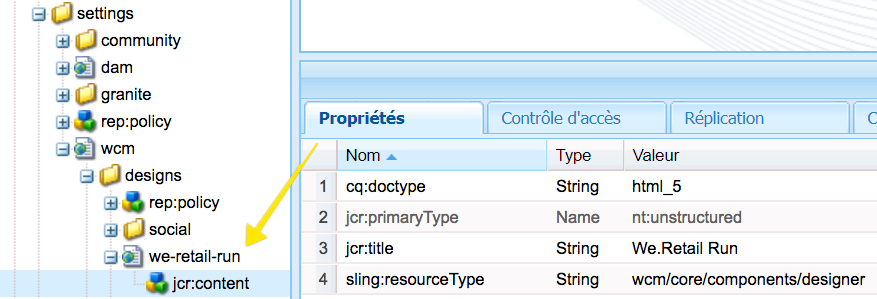 settings
community
dam
granite
rep:policy
wcm
designs
rep:policy
social
we-retail-run
jcr:content
Propriétés Contrôle d'accès Réplication
Nom Type Valeur
1 cq:doctype String html_5
2 jcr:primaryType Name nt:unstructured
3 jcr:title String We.Retail Run
4 sling:resourceType String wcm/core/components/designer